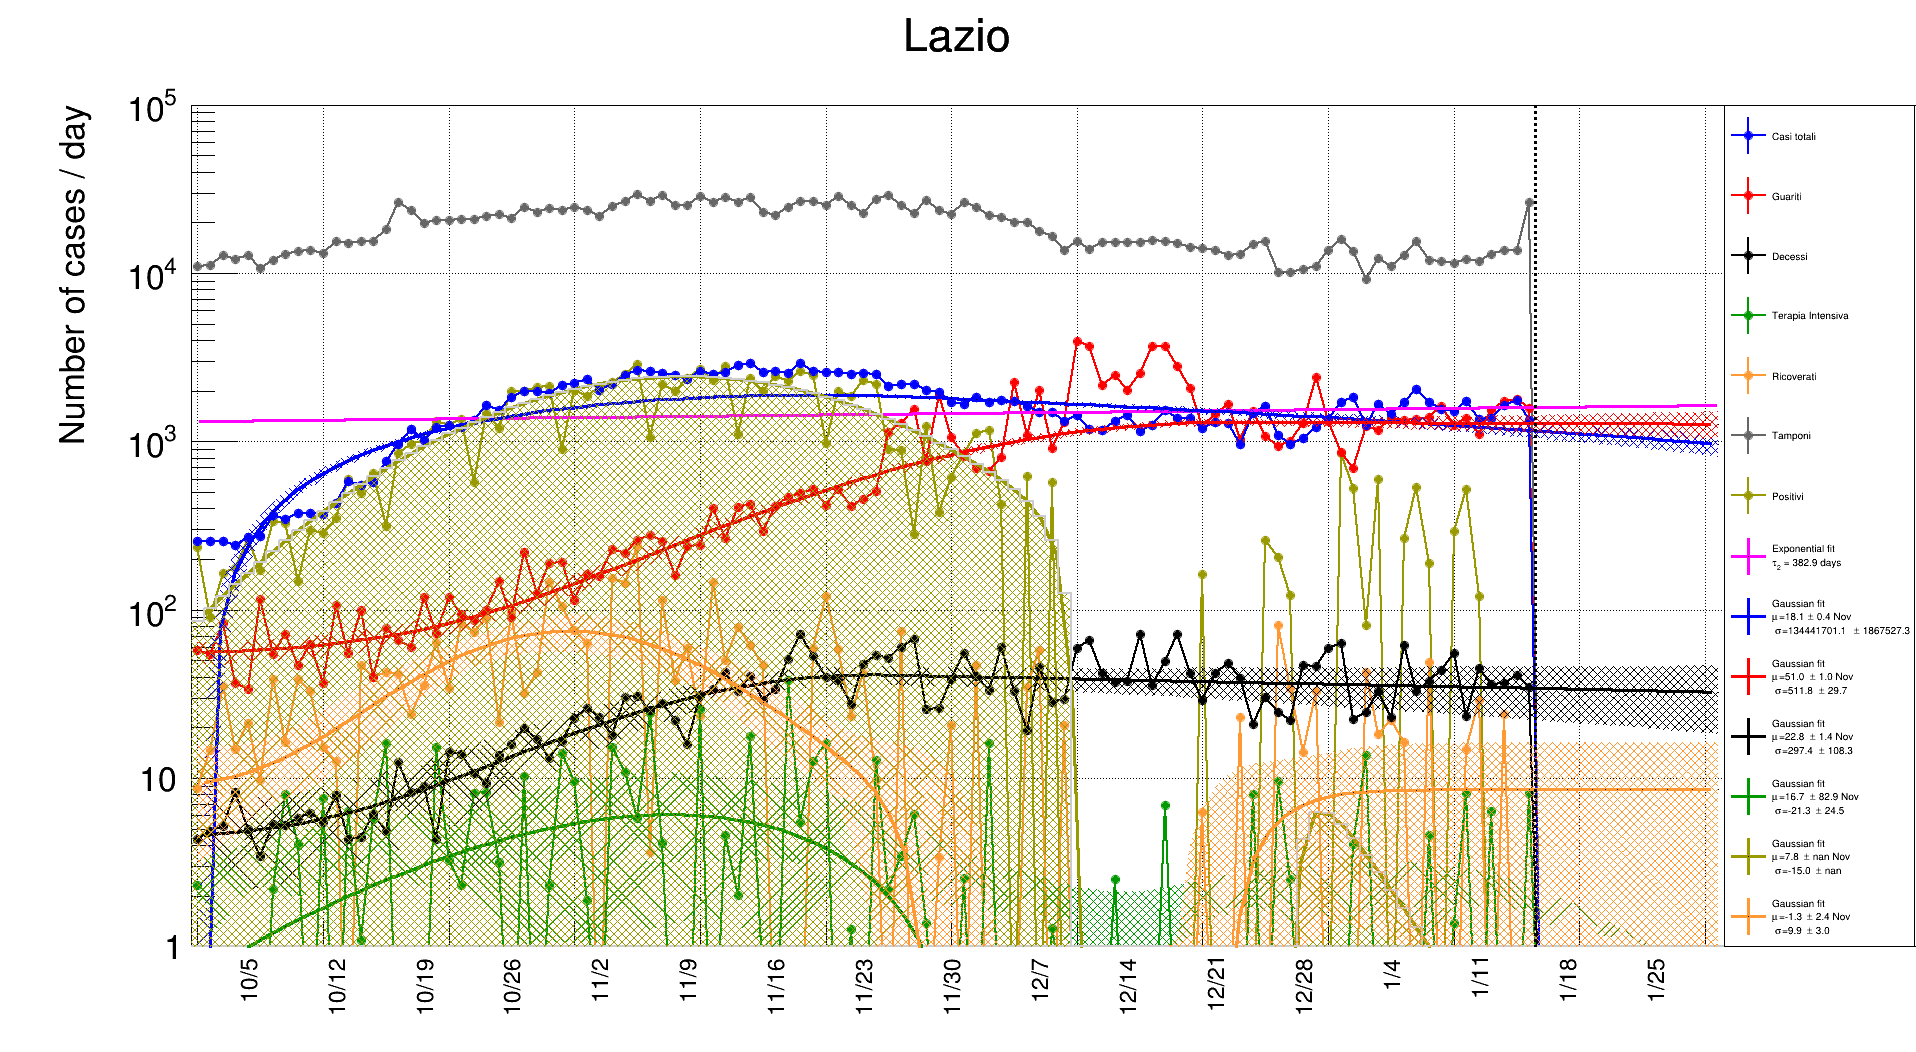 Lazio
Number of cases / day
10^5
10^4
10^3
10^2
10
1
10/5
10/12
10/19
10/26
11/2
11/9
11/16
11/23
11/30
12/7
12/14
12/21
12/28
1/4
1/11
1/18
1/25
Casi totali
Guariti
Decessi
Terapia Intensiva
Ricoverati
Tamponi
Positivi
Exponential fit
τ₂ = 382.9 days
Gaussian fit
μ=18.1 ± 0.4 Nov
σ=134441701.1 ± 1867527.3
Gaussian fit
μ=51.0 ± 1.0 Nov
σ=511.8 ± 29.7
Gaussian fit
μ=22.8 ± 1.4 Nov
σ=297.4 ± 108.3
Gaussian fit
μ=16.7 ± 82.9 Nov
σ=-21.3 ± 24.5
Gaussian fit
μ=7.8 ± nan Nov
σ=-15.0 ± nan
Gaussian fit
μ=-1.3 ± 2.4 Nov
σ=9.9 ± 3.0